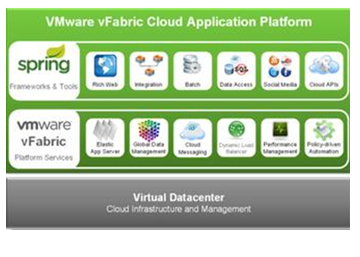 VMware vFabric Cloud Application Platform
spring
Frameworks & Tools
Rich Web
Integration
Batch
Data Access
Social Media
Cloud APIs
SQL
vmware
vFabric
Platform Services
Elastic
App Server
Global Data
Management
Cloud
Messaging
Dynamic Load
Balancer
Performance
Management
Policy-driven
Automation
Virtual Datacenter
Cloud Infrastructure and Management